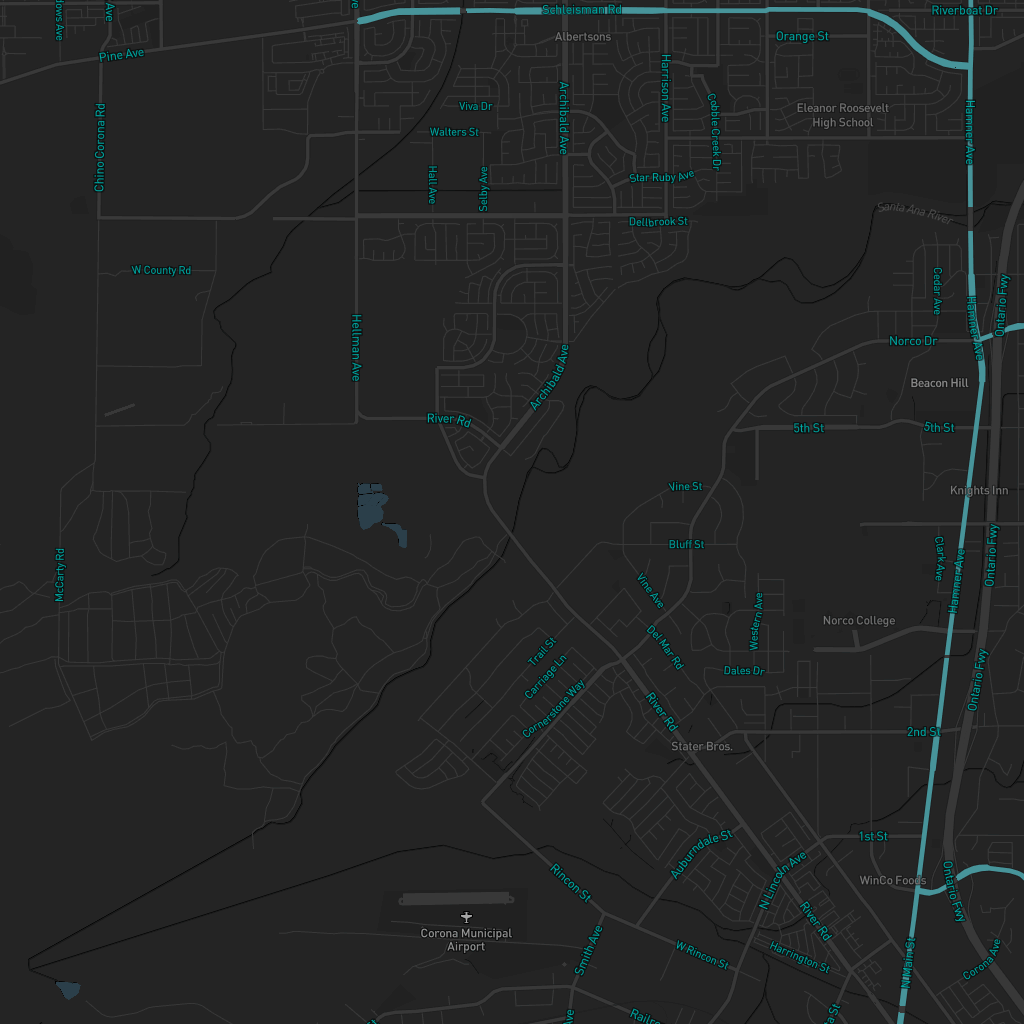 Schleisman Rd
Riverboat Dr
Albertsons
Orange St
Pine Ave
Viva Dr
Archibald Ave
Harrison Ave
Cobble Creek Dr
Eleanor Roosevelt
High School
Hamner Ave
Chino Corona Rd
Walters St
Hall Ave
Selby Ave
Star Ruby Ave
Dellbrook St
Santa Ana River
W County Rd
Cedar Ave
Ontario Fwy
Hellman Ave
Hamner Ave
Norco Dr
Archibald Ave
Beacon Hill
River Rd
5th St
5th St
Vine St
Knights Inn
Bluff St
Clark Ave
Ontario Fwy
McCarty Rd
Vine Ave
Hamner Ave
Western Ave
Norco College
Trail St
Del Mar Rd
Carriage Ln
Dales Dr
Ontario Fwy
Cornerstone Way
River Rd
2nd St
Stater Bros.
1st St
Auburndale St
Rincon St
N Lincoln Ave
WinCo Foods
Ontario Fwy
Corona Municipal
Airport
River Rd
Smith Ave
W Rincon St
Harrington St
N Main St
Corona Ave
Ave